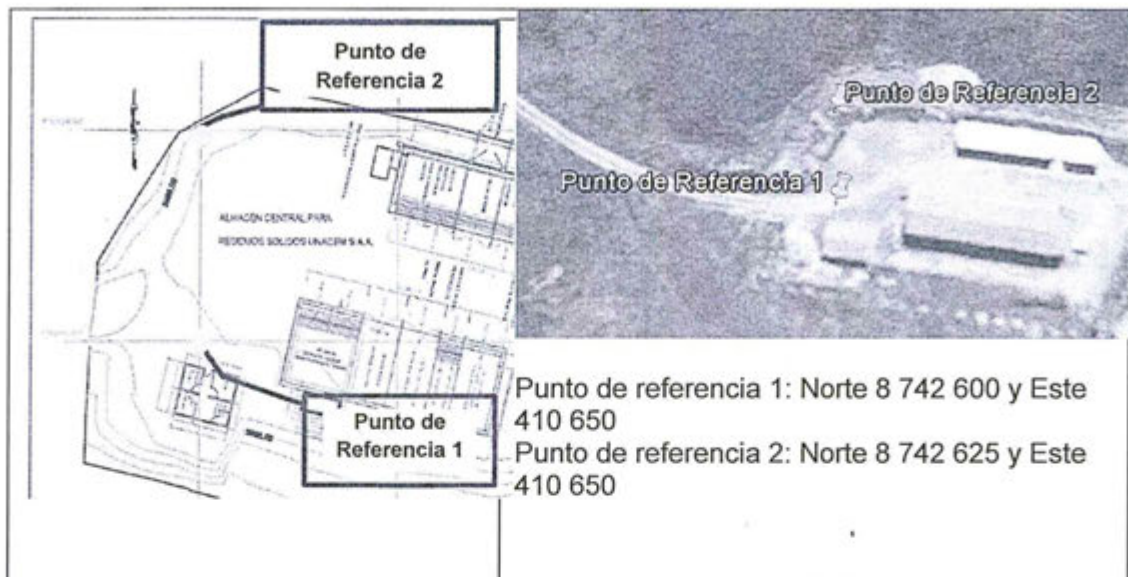 Punto de
Referencia 2
ALMACÉN CENTRAL PARA
RESIDUOS SOLIDOS UNACEM S.A.A.
Punto de
Referencia 1
Punto de Referencia 2
Punto de Referencia 1
Punto de referencia 1: Norte 8 742 600 y Este
410 650
Punto de referencia 2: Norte 8 742 625 y Este
410 650